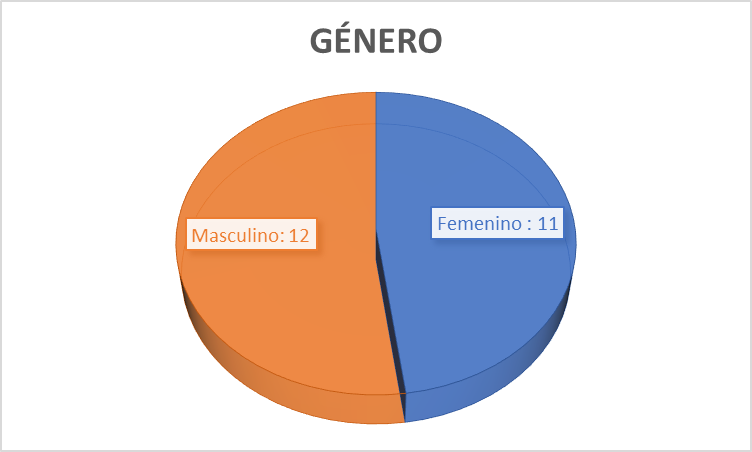 GÉNERO
Masculino: 12
Femenino : 11